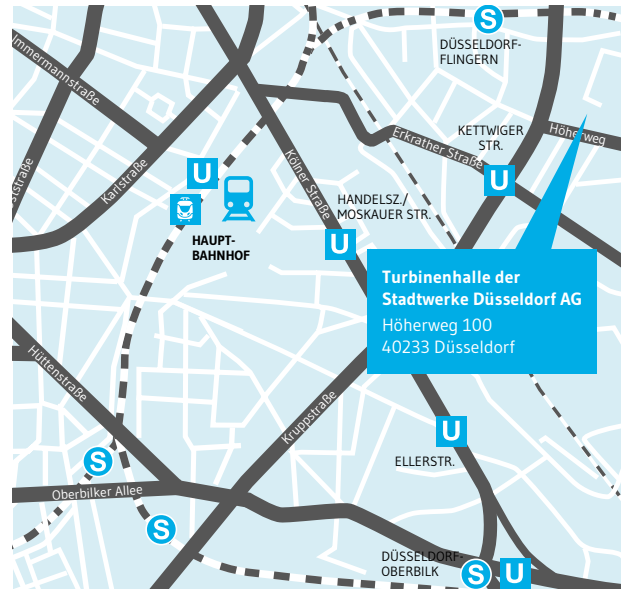 S
DÜSSELDORF-
FLINGERN
Immermannstraße
KETTWIGER
STR.
Höherweg
Erkrather Straße
U
Karlstraße
Kölner Straße
U
HAUPT-
BAHNHOF
HANDELSZ./
MOSKAUER STR.
U
Turbinenhalle der
Stadtwerke Düsseldorf AG
Höherweg 100
40233 Düsseldorf
Hüttenstraße
Kruppstraße
U
ELLERSTR.
S
Oberbilker Allee
S
DÜSSELDORF-
OBERBILK
S
U